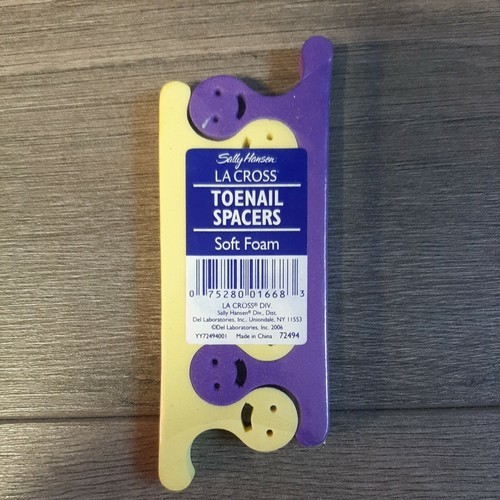 Sally Hansen
LA CROSS®
TOENAIL
SPACERS
Soft Foam
0 75280 01668 3
LA CROSS® DIV
Sally Hansen® Div., Dist.
Del Laboratories, Inc., Uniondale, NY 11553
©Del Laboratories, Inc. 2006
YY72494001 Made in China 72494